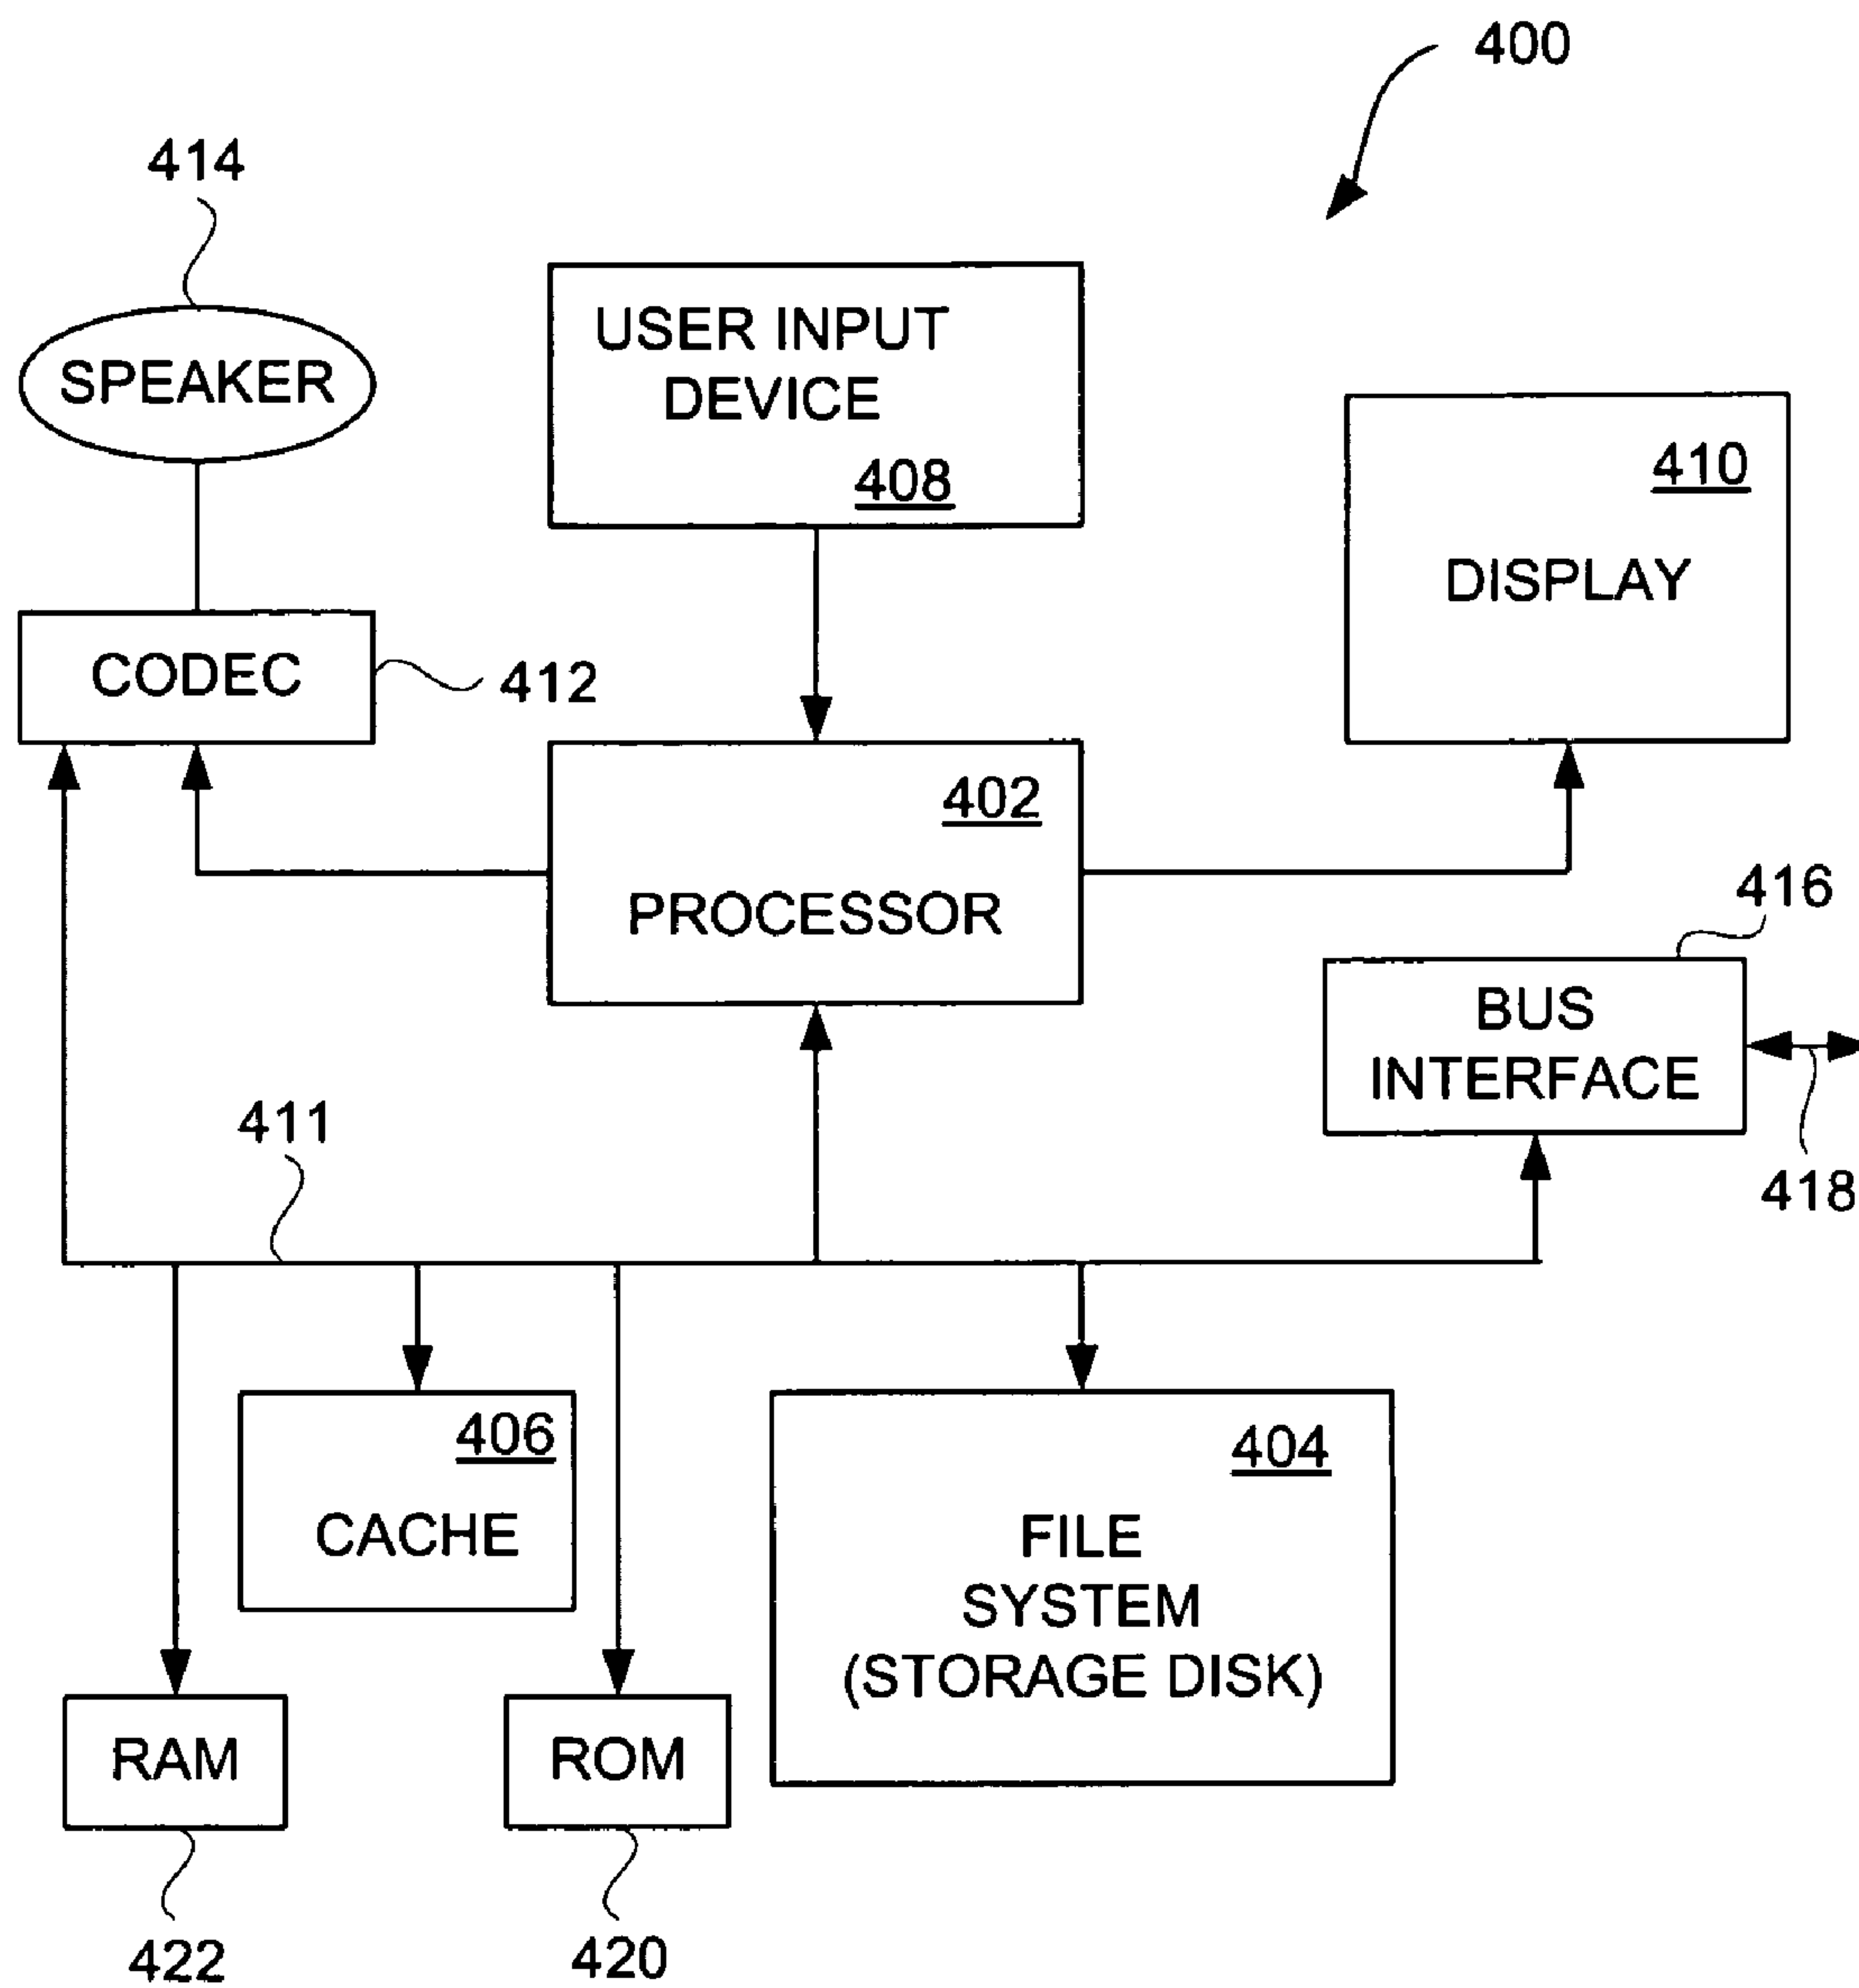 400
414
SPEAKER
USER INPUT
DEVICE
408
410
DISPLAY
CODEC
412
402
PROCESSOR
416
BUS
INTERFACE
418
411
406
CACHE
404
FILE
SYSTEM
(STORAGE DISK)
RAM
ROM
422
420